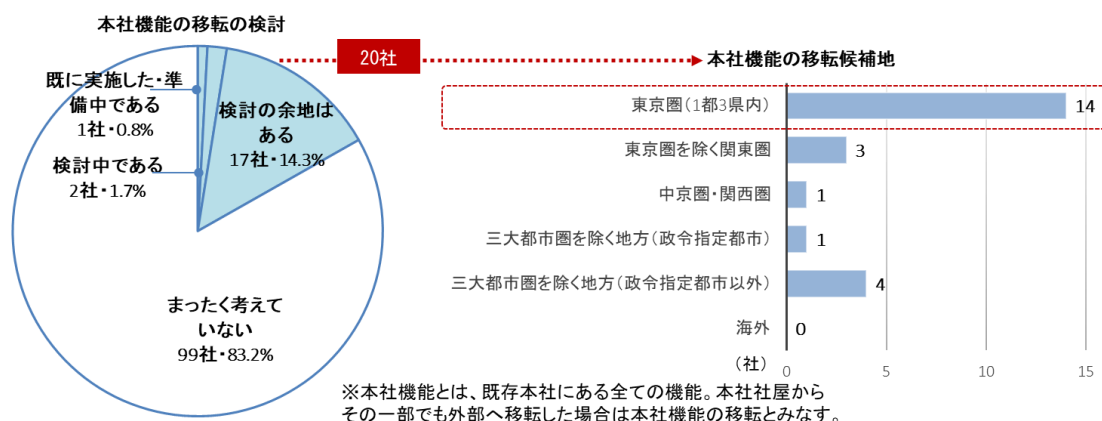 本社機能の移転の検討
既に実施した・準
備中である
1社・0.8%
検討中である
2社・1.7%
検討の余地は
ある
17社・14.3%
まったく考えて
いない
99社・83.2%
20社
本社機能の移転候補地
東京圏(1都3県内)
14
東京圏を除く関東圏
3
中京圏・関西圏
1
三大都市圏を除く地方(政令指定都市)
1
三大都市圏を除く地方(政令指定都市以外)
4
海外
0
(社)
0 5 10 15
※本社機能とは、既存本社にある全ての機能。本社社屋から
その一部でも外部へ移転した場合は本社機能の移転とみなす。